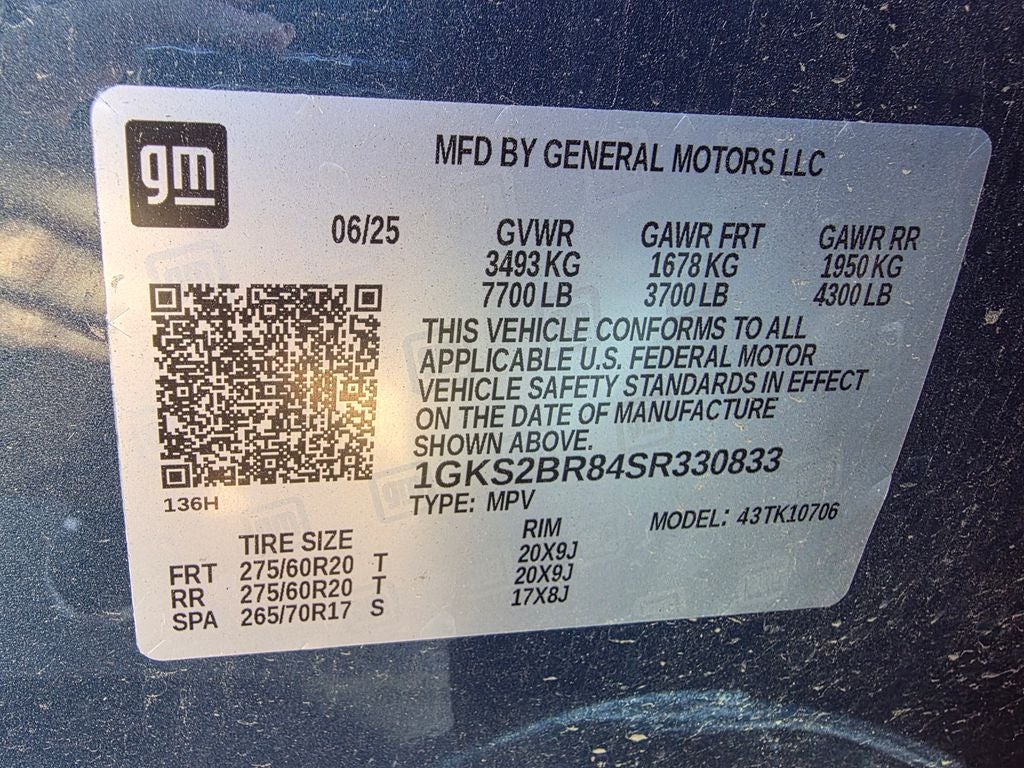 gm
MFD BY GENERAL MOTORS LLC
06/25 GVWR GAWR FRT GAWR RR
3493 KG 1678 KG 1950 KG
7700 LB 3700 LB 4300 LB
THIS VEHICLE CONFORMS TO ALL
APPLICABLE U.S. FEDERAL MOTOR
VEHICLE SAFETY STANDARDS IN EFFECT
ON THE DATE OF MANUFACTURE
SHOWN ABOVE.
1GKS2BR84SR330833
136H
TYPE: MPV MODEL: 43TK10706
TIRE SIZE RIM
FRT 275/60R20 T 20X9J
RR 275/60R20 T 20X9J
SPA 265/70R17 S 17X8J